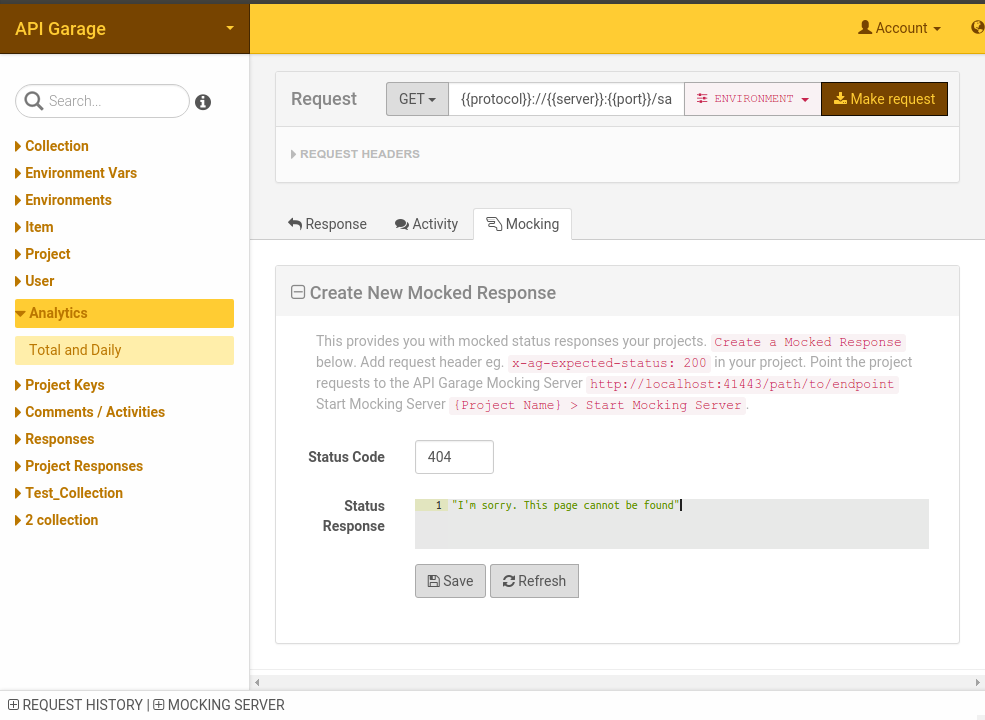 API Garage
Account
Search...
Collection
Environment Vars
Environments
Item
Project
User
Analytics
Total and Daily
Project Keys
Comments / Activities
Responses
Project Responses
Test_Collection
2 collection
Request
GET
{{protocol}}://{{server}}:{{port}}/sa
ENVIRONMENT
Make request
REQUEST HEADERS
Response
Activity
Mocking
Create New Mocked Response
This provides you with mocked status responses your projects. Create a Mocked Response
below. Add request header eg. x-ag-expected-status: 200 in your project. Point the project
requests to the API Garage Mocking Server http://localhost:41443/path/to/endpoint
Start Mocking Server {Project Name} > Start Mocking Server.
Status Code
404
Status
Response
1 "I'm sorry. This page cannot be found"
Save
Refresh
REQUEST HISTORY | MOCKING SERVER